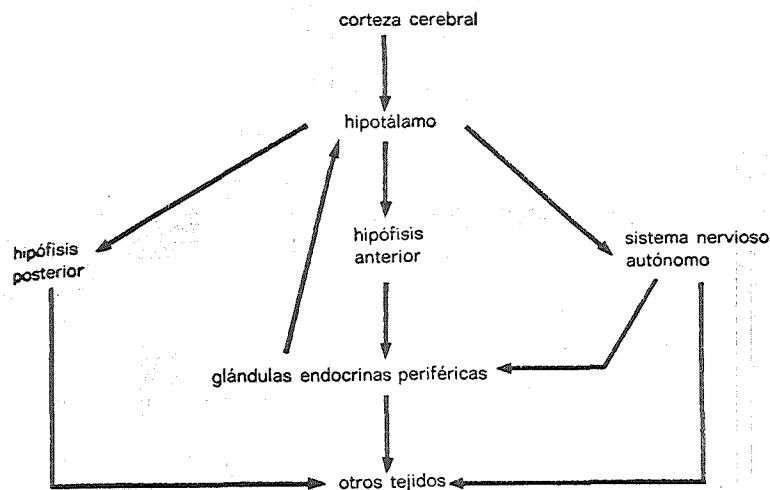 corteza cerebral
hipotálamo
hipófisis
posterior
hipófisis
anterior
sistema nervioso
autónomo
glándulas endocrinas periféricas
otros tejidos